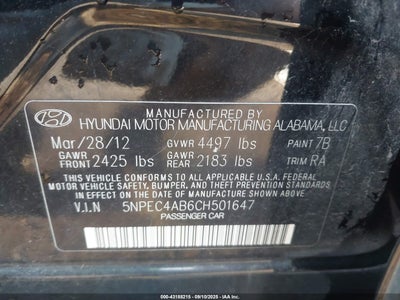 MANUFACTURED BY
HYUNDAI MOTOR MANUFACTURING ALABAMA, LLC
Mar/28/12 GVWR 4497 lbs PAINT 7B
GAWR FRONT 2425 lbs GAWR REAR 2183 lbs TRIM RA
THIS VEHICLE CONFORMS TO ALL APPLICABLE
U.S.A. FEDERAL MOTOR VEHICLE
SAFETY, BUMPER, AND THEFT PREVENTION STANDARDS
IN EFFECT ON THE DATE OF MANUFACTURE SHOWN ABOVE.
V.I.N 5NPEC4AB6CH501647
PASSENGER CAR
000-43188215 - 09/10/2025 - IAAI.COM